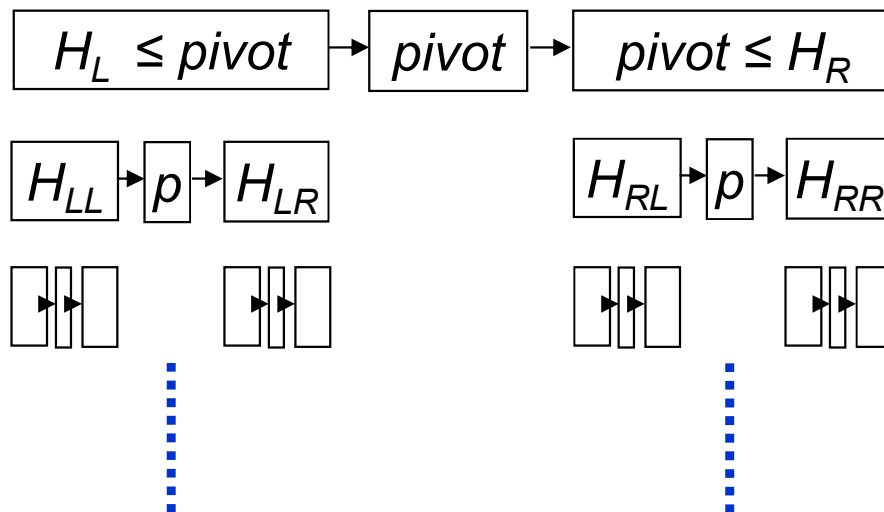 H_L ≤ pivot pivot pivot ≤ H_R
H_LL p H_LR H_RL p H_RR